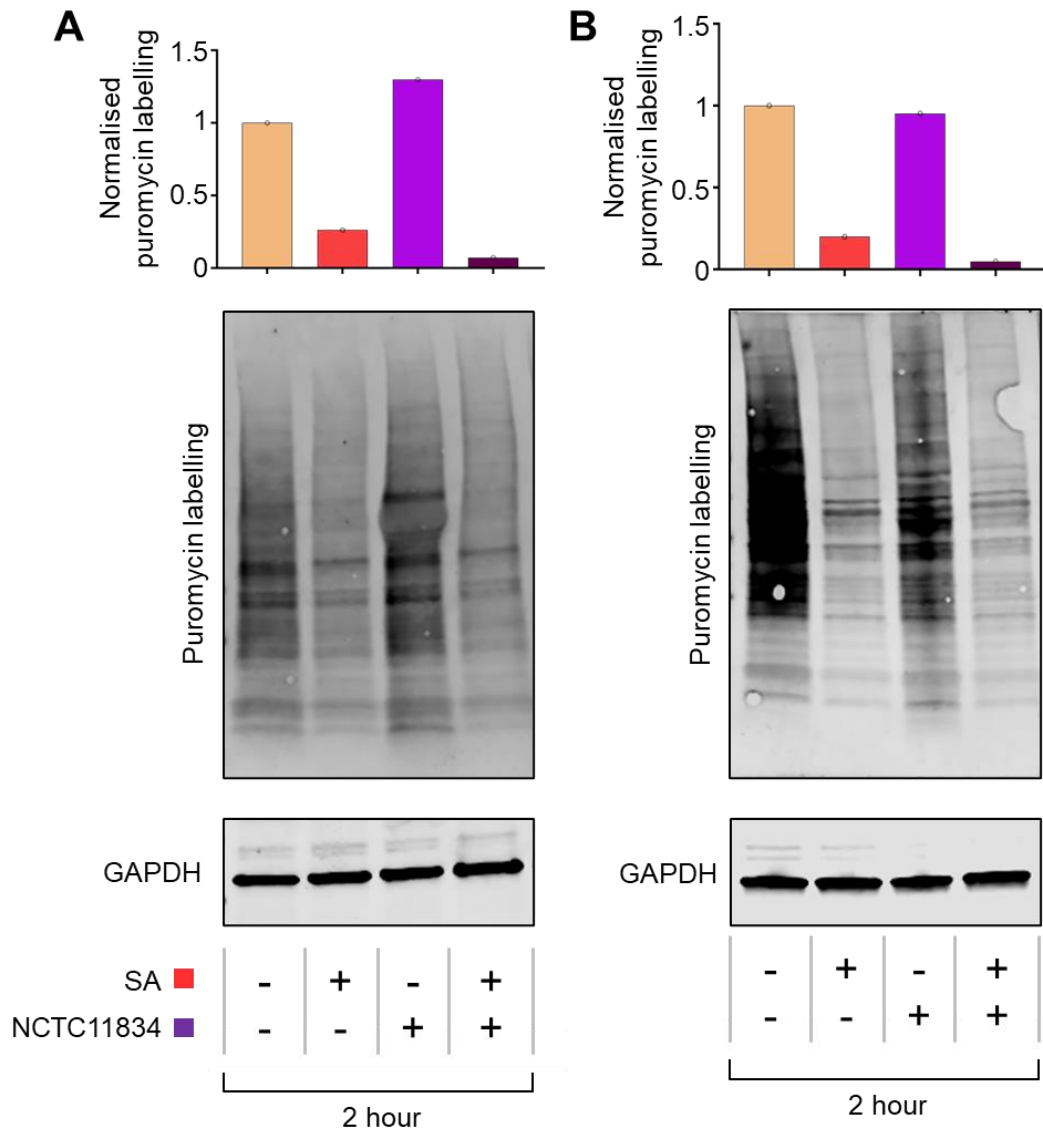 A
Normalised
puromycin labelling
1.5
1
0.5
0
Puromycin labelling
GAPDH
SA - + - +
NCTC11834 - - + +
2 hour
B
Normalised
puromycin labelling
1.5
1
0.5
0
Puromycin labelling
GAPDH
- + - +
- - + +
2 hour